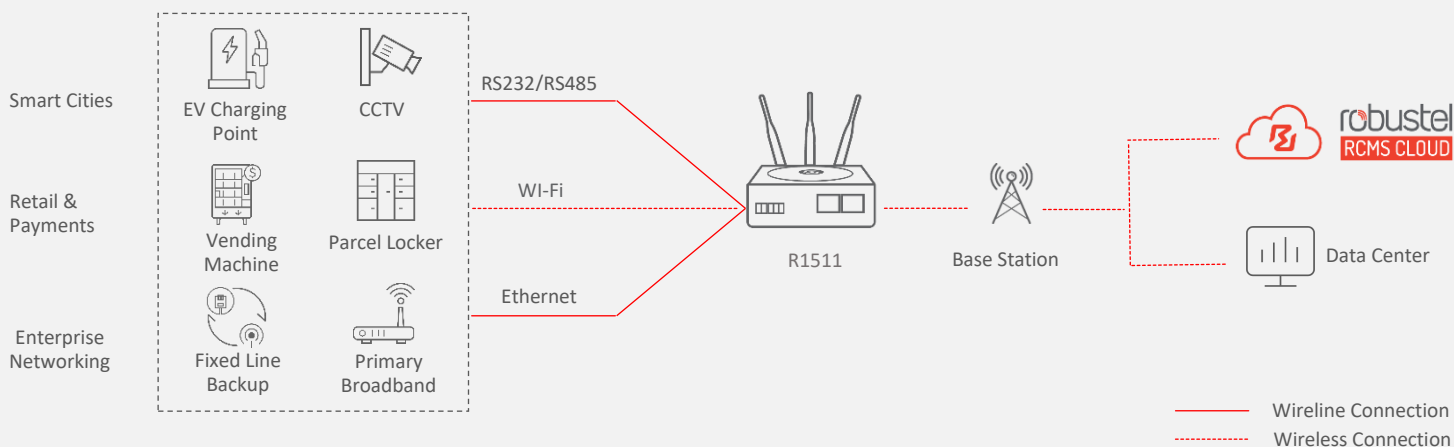 Smart Cities
EV Charging
Point
CCTV
Retail &
Payments
$
Vending
Machine
Parcel Locker
Enterprise
Networking
Fixed Line
Backup
Primary
Broadband
RS232/RS485
WI-Fi
Ethernet
R1511
Base Station
robustel
RCMS CLOUD
Data Center
Wireline Connection
Wireless Connection